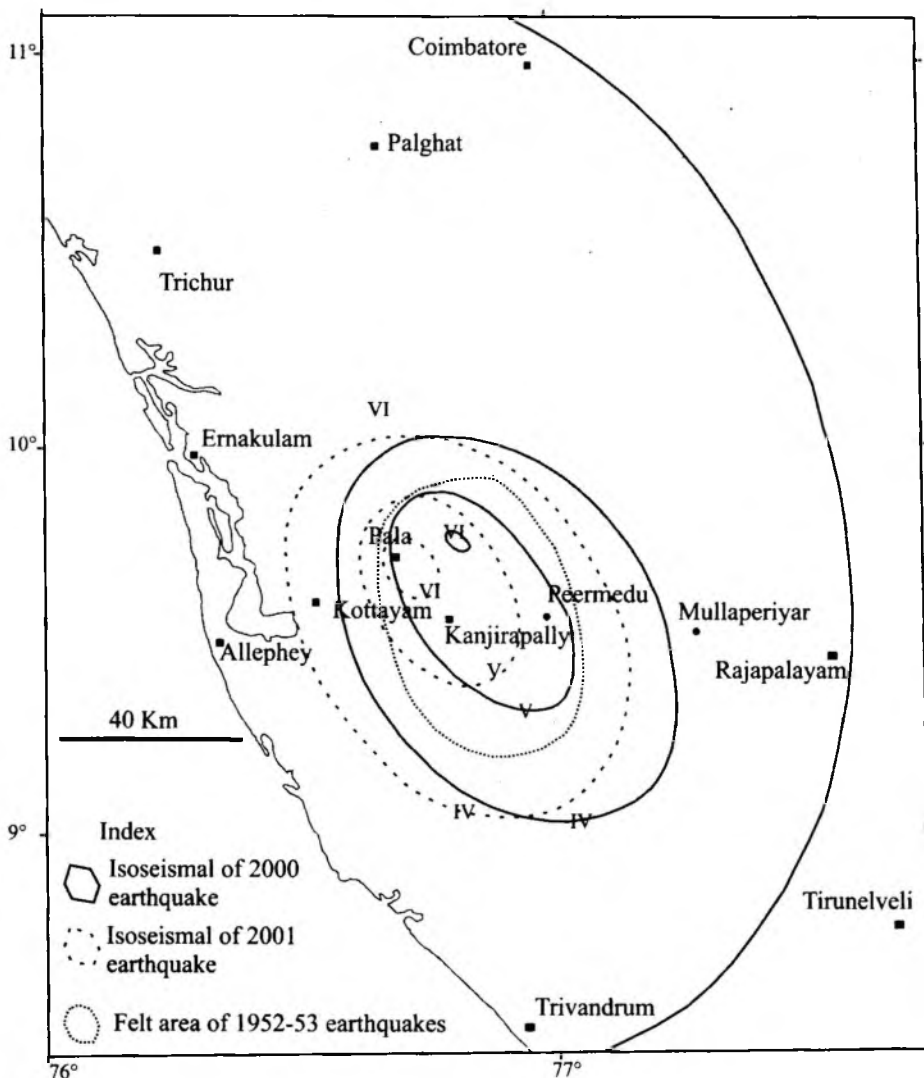 11°
Coimbatore
Palghat
Trichur
VI
10°
Ernakulam
Pala
VI
VI
Peermedu
Kottayam
Kanjirapally
Mullaperiyar
Allephey
Rajapalayam
V
V
40 Km
IV
IV
9°
Index
Isoseismal of 2000
earthquake
Isoseismal of 2001
earthquake
Felt area of 1952-53 earthquakes
Tirunelveli
Trivandrum
76°
77°